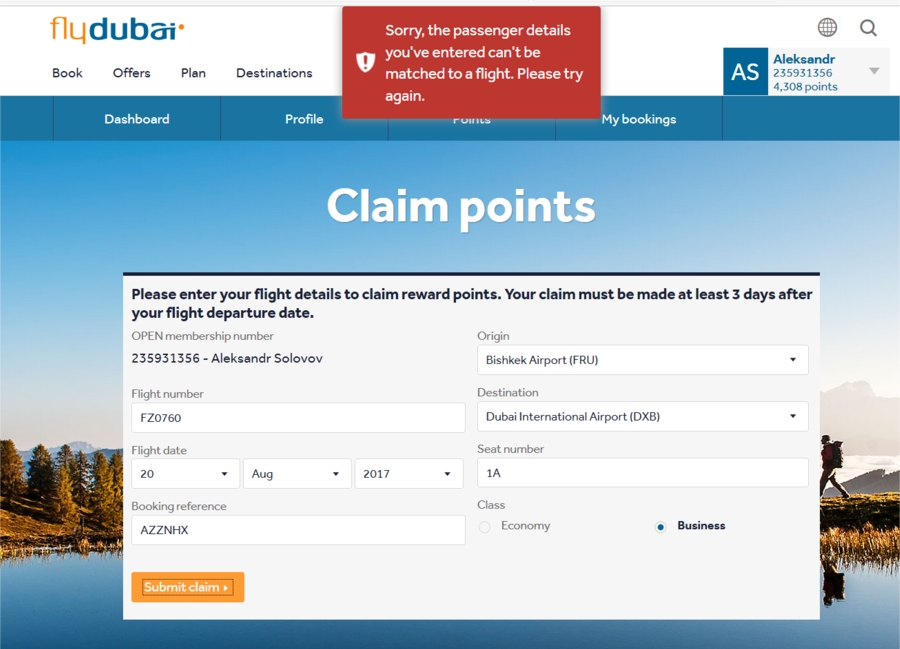 flydubai
Sorry, the passenger details
you've entered can't be
matched to a flight. Please try
again.
Book Offers Plan Destinations
AS
Aleksandr
235931356
4,308 points
Dashboard Profile Points My bookings
Claim points
Please enter your flight details to claim reward points. Your claim must be made at least 3 days after
your flight departure date.
OPEN membership number
235931356 - Aleksandr Solovov
Origin
Bishkek Airport (FRU)
Flight number
FZ0760
Destination
Dubai International Airport (DXB)
Flight date
20 Aug 2017
Seat number
1A
Booking reference
AZZNHX
Class
Economy Business
Submit claim